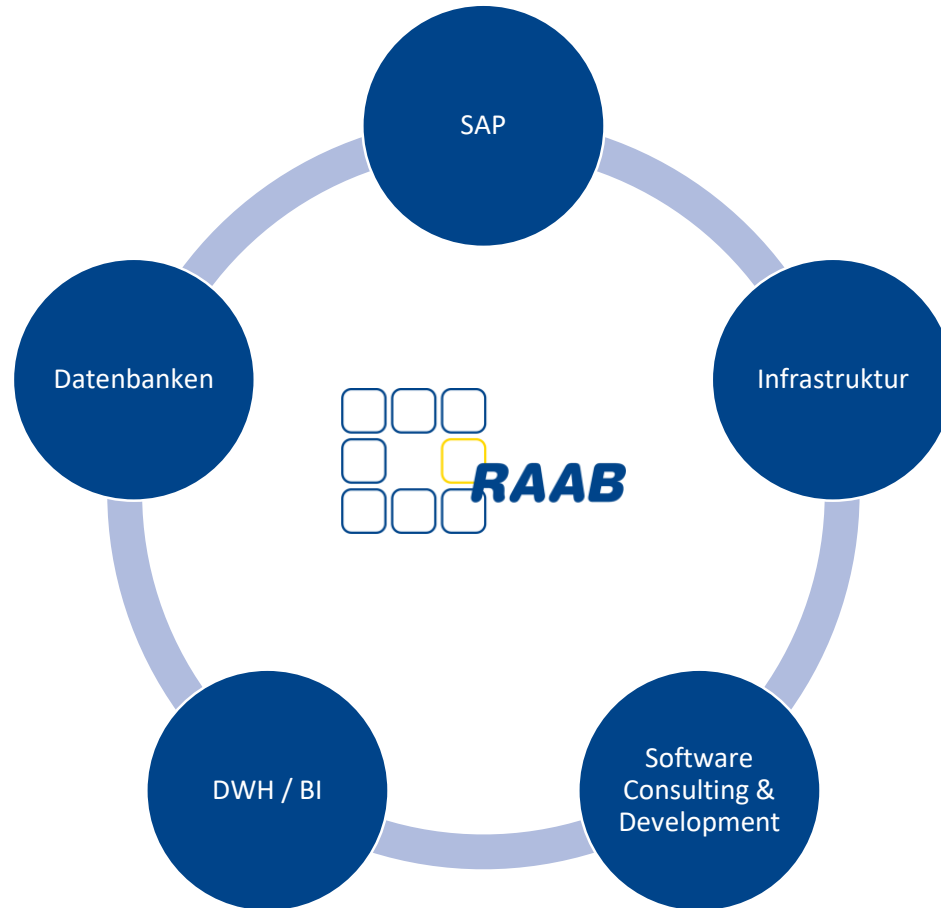 SAP
Datenbanken
Infrastruktur
RAAB
DWH / BI
Software
Consulting &
Development